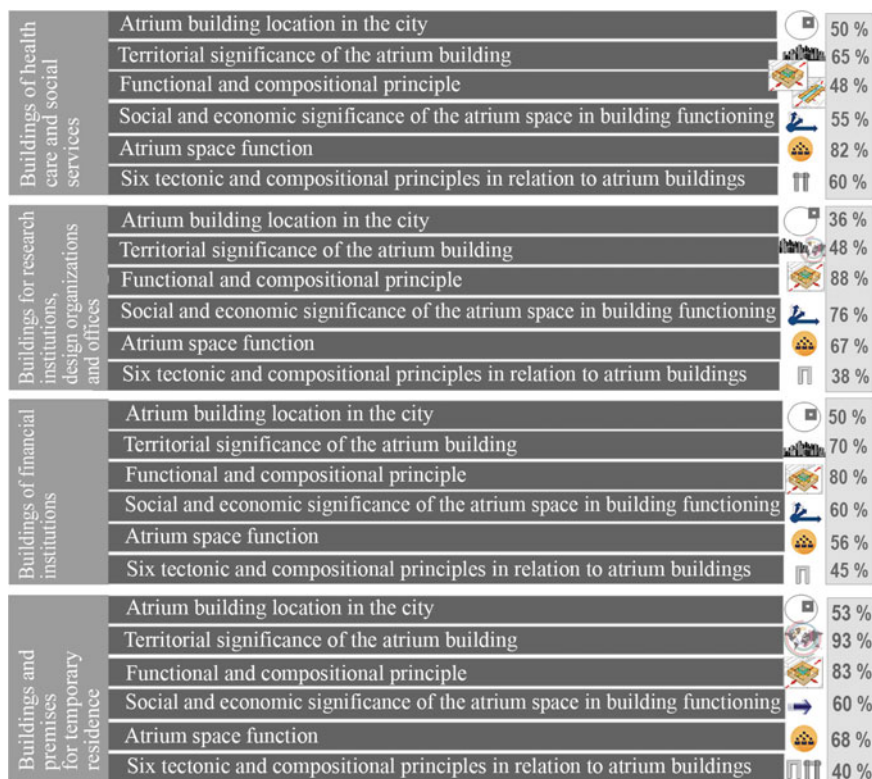 Buildings of health
care and social
services
Atrium building location in the city 50 %
Territorial significance of the atrium building 65 %
Functional and compositional principle 48 %
Social and economic significance of the atrium space in building functioning 55 %
Atrium space function 82 %
Six tectonic and compositional principles in relation to atrium buildings 60 %
Buildings for research
institutions,
design organizations
and offices
Atrium building location in the city 36 %
Territorial significance of the atrium building 48 %
Functional and compositional principle 88 %
Social and economic significance of the atrium space in building functioning 76 %
Atrium space function 67 %
Six tectonic and compositional principles in relation to atrium buildings 38 %
Buildings of financial
institutions
Atrium building location in the city 50 %
Territorial significance of the atrium building 70 %
Functional and compositional principle 80 %
Social and economic significance of the atrium space in building functioning 60 %
Atrium space function 56 %
Six tectonic and compositional principles in relation to atrium buildings 45 %
Buildings and
premises
for temporary
residence
Atrium building location in the city 53 %
Territorial significance of the atrium building 93 %
Functional and compositional principle 83 %
Social and economic significance of the atrium space in building functioning 60 %
Atrium space function 68 %
Six tectonic and compositional principles in relation to atrium buildings 40 %